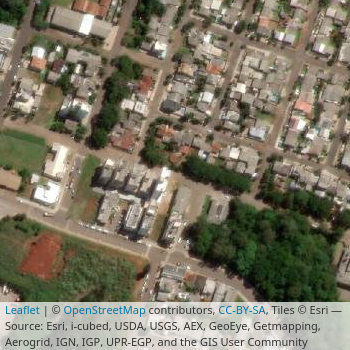 Leaflet | © OpenStreetMap contributors, CC-BY-SA, Tiles © Esri —
Source: Esri, i-cubed, USDA, USGS, AEX, GeoEye, Getmapping,
Aerogrid, IGN, IGP, UPR-EGP, and the GIS User Community